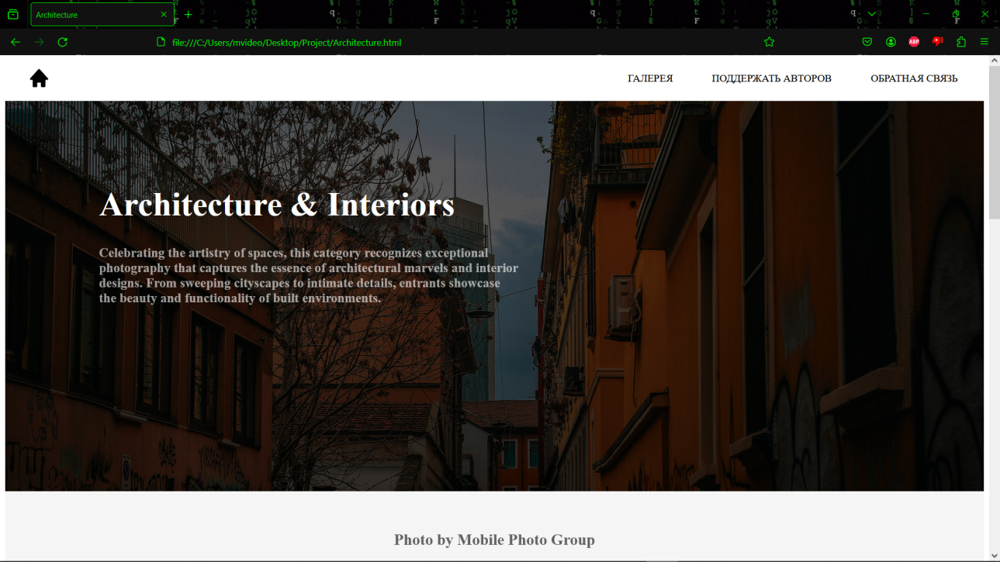 Architecture
file:///C:/Users/mvideo/Desktop/Project/Architecture.html
ABP
ГАЛЕРЕЯ
ПОДДЕРЖАТЬ АВТОРОВ
ОБРАТНАЯ СВЯЗЬ
Architecture & Interiors
Celebrating the artistry of spaces, this category recognizes exceptional
photography that captures the essence of architectural marvels and interior
designs. From sweeping cityscapes to intimate details, entrants showcase
the beauty and functionality of built environments.
Photo by Mobile Photo Group